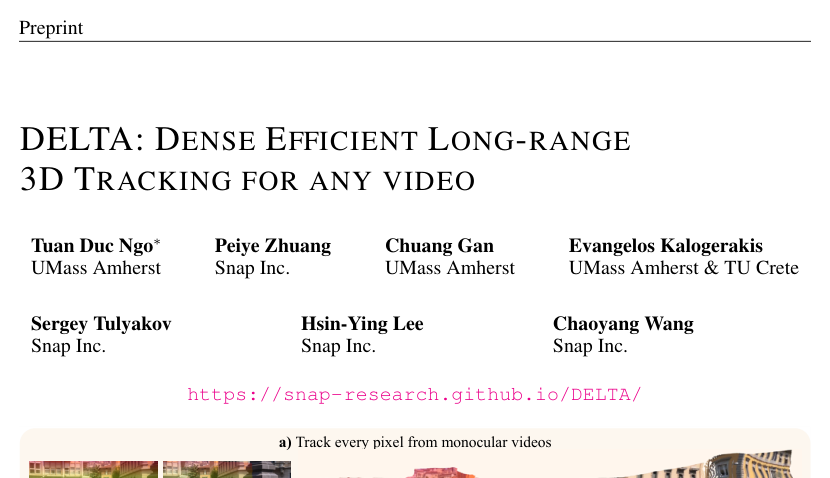 Preprint
DELTA: DENSE EFFICIENT LONG-RANGE
3D TRACKING FOR ANY VIDEO
Tuan Duc Ngo* Peiye Zhuang Chuang Gan Evangelos Kalogerakis
UMass Amherst Snap Inc. UMass Amherst UMass Amherst & TU Crete
Sergey Tulyakov Hsin-Ying Lee Chaoyang Wang
Snap Inc. Snap Inc. Snap Inc.
https://snap-research.github.io/DELTA/
a) Track every pixel from monocular videos